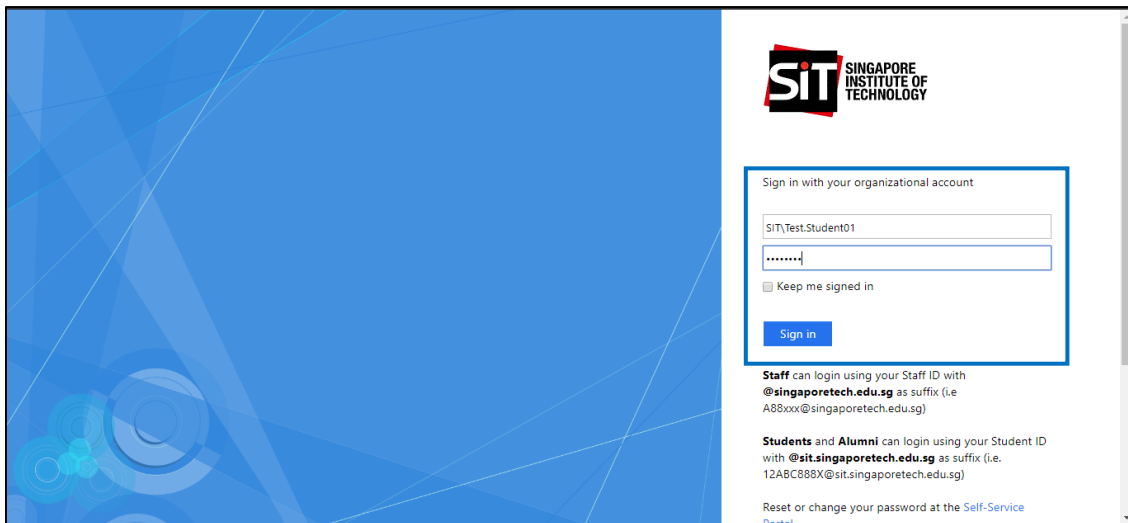 SiT SINGAPORE
INSTITUTE OF
TECHNOLOGY
Sign in with your organizational account
SIT\Test.Student01
••••••••
Keep me signed in
Sign in
Staff can login using your Staff ID with
@singaporetech.edu.sg as suffix (i.e
A88xxx@singaporetech.edu.sg)
Students and Alumni can login using your Student ID
with @sit.singaporetech.edu.sg as suffix (i.e.
12ABC888X@sit.singaporetech.edu.sg)
Reset or change your password at the Self-Service
Portal